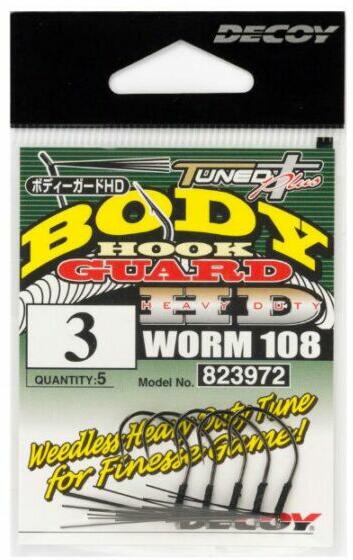 DECOY
TUNED Plus
ボディーガードHD
BODY
HOOK
GUARD
HD
HEAVY DUTY
3
WORM 108
QUANTITY:5
Model No. 823972
Weedless Heavy Duty Tune
for Finesse Game!
DECOY